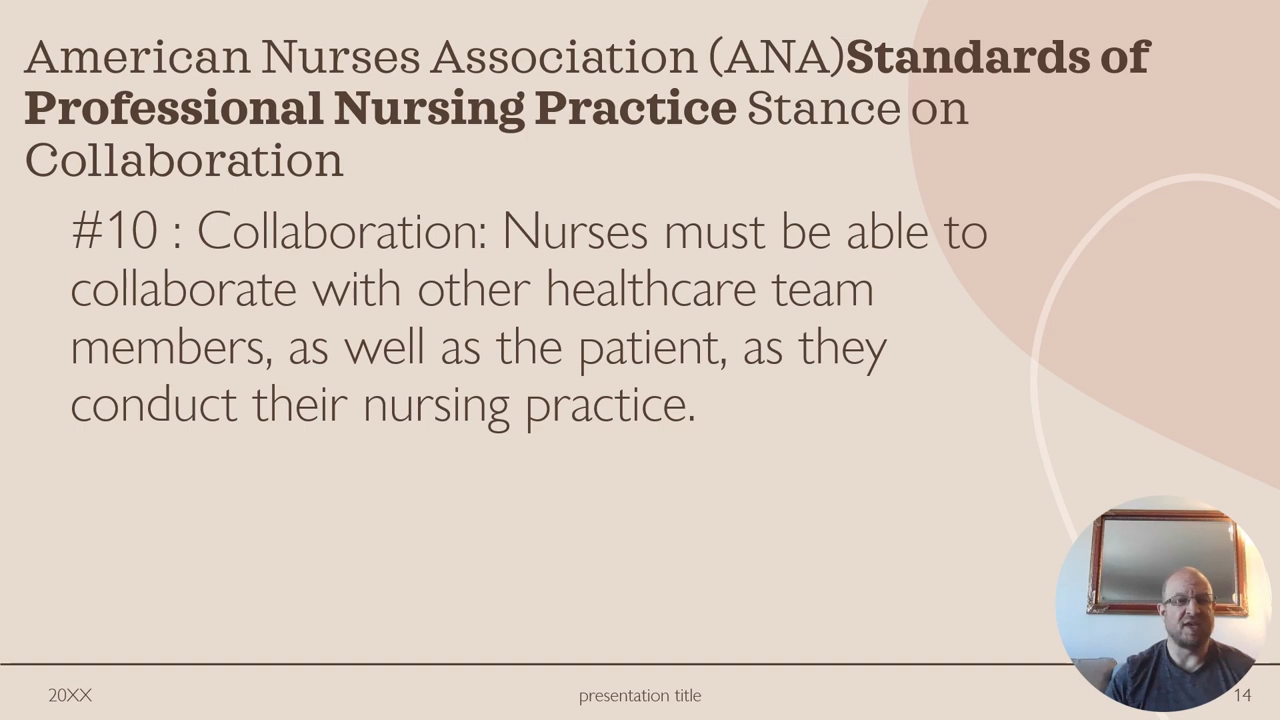 American Nurses Association (ANA)Standards of
Professional Nursing Practice Stance on
Collaboration
#10 : Collaboration: Nurses must be able to
collaborate with other healthcare team
members, as well as the patient, as they
conduct their nursing practice.
20XX
presentation title
14